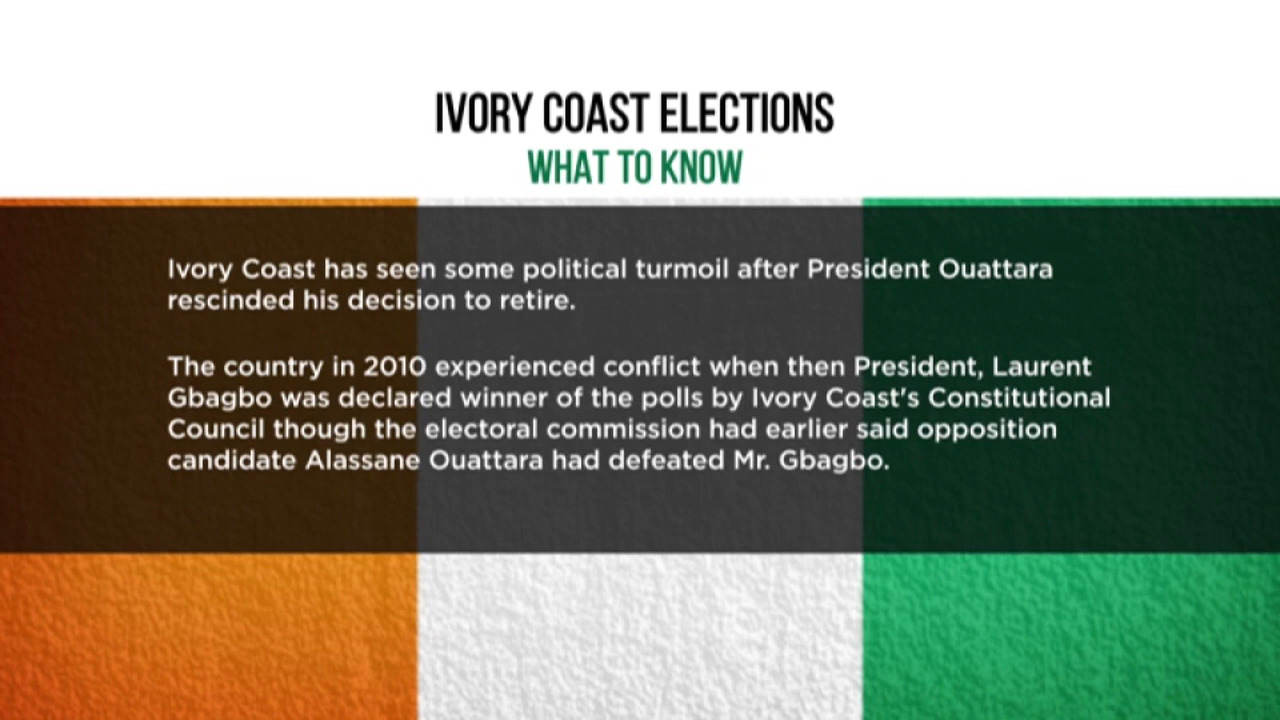 IVORY COAST ELECTIONS
WHAT TO KNOW
Ivory Coast has seen some political turmoil after President Ouattara
rescinded his decision to retire.
The country in 2010 experienced conflict when then President, Laurent
Gbagbo was declared winner of the polls by Ivory Coast's Constitutional
Council though the electoral commission had earlier said opposition
candidate Alassane Ouattara had defeated Mr. Gbagbo.